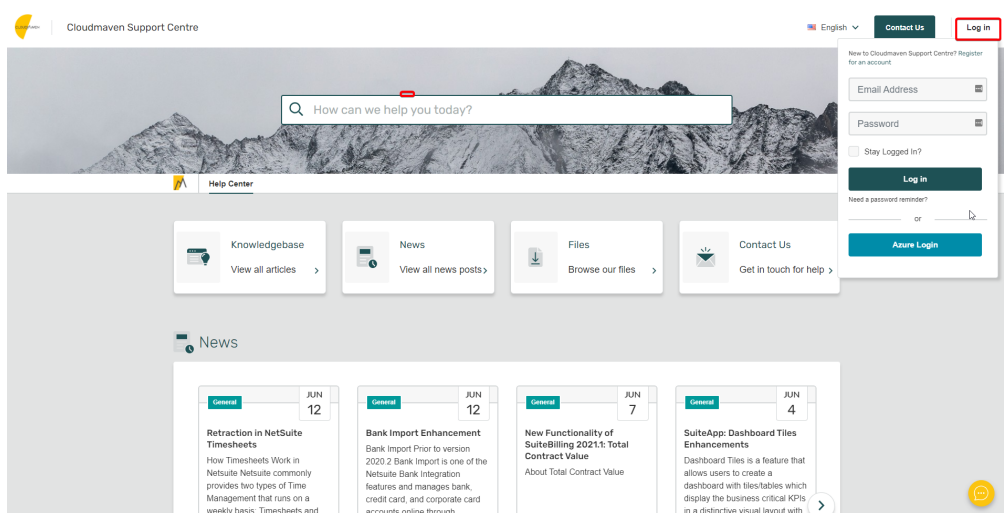 Cloudmaven Support Centre
English
Contact Us
Log in
New to Cloudmaven Support Centre? Register
for an account
Email Address
Password
Stay Logged In?
Log in
Need a password reminder?
or
Azure Login
How can we help you today?
Help Center
Knowledgebase
View all articles
News
View all news posts
Files
Browse our files
Contact Us
Get in touch for help
News
General
JUN
12
Retraction in NetSuite
Timesheets
How Timesheets Work in
Netsuite Netsuite commonly
provides two types of Time
Management that runs on a
weekly basis: Timesheets and
General
JUN
12
Bank Import Enhancement
Bank Import Prior to version
2020.2 Bank Import is one of the
Netsuite Bank Integration
features and manages bank,
credit card, and corporate card
accounts online through
General
JUN
7
New Functionality of
SuiteBilling 2021.1: Total
Contract Value
About Total Contract Value
General
JUN
4
SuiteApp: Dashboard Tiles
Enhancements
Dashboard Tiles is a feature that
allows users to create a
dashboard with tiles/tables which
display the business critical KPIs
in a distinctive visual layout with